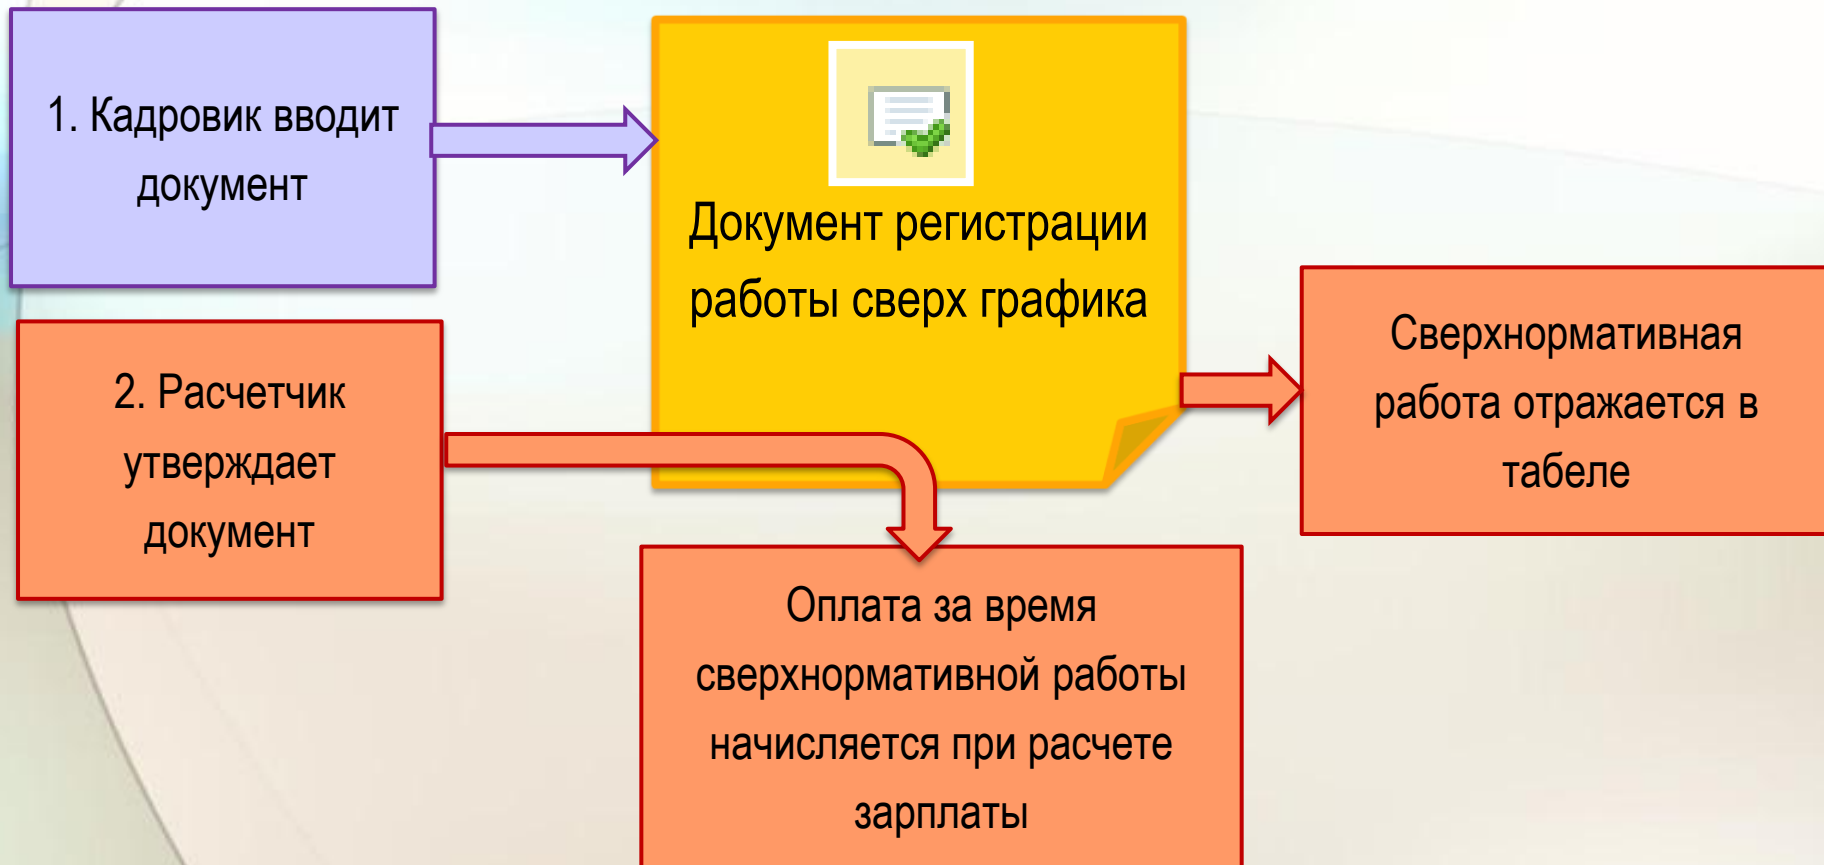 1. Кадровик вводит
документ
Документ регистрации
работы сверх графика
2. Расчетчик
утверждает
документ
Сверхнормативная
работа отражается в
табеле
Оплата за время
сверхнормативной работы
начисляется при расчете
зарплаты